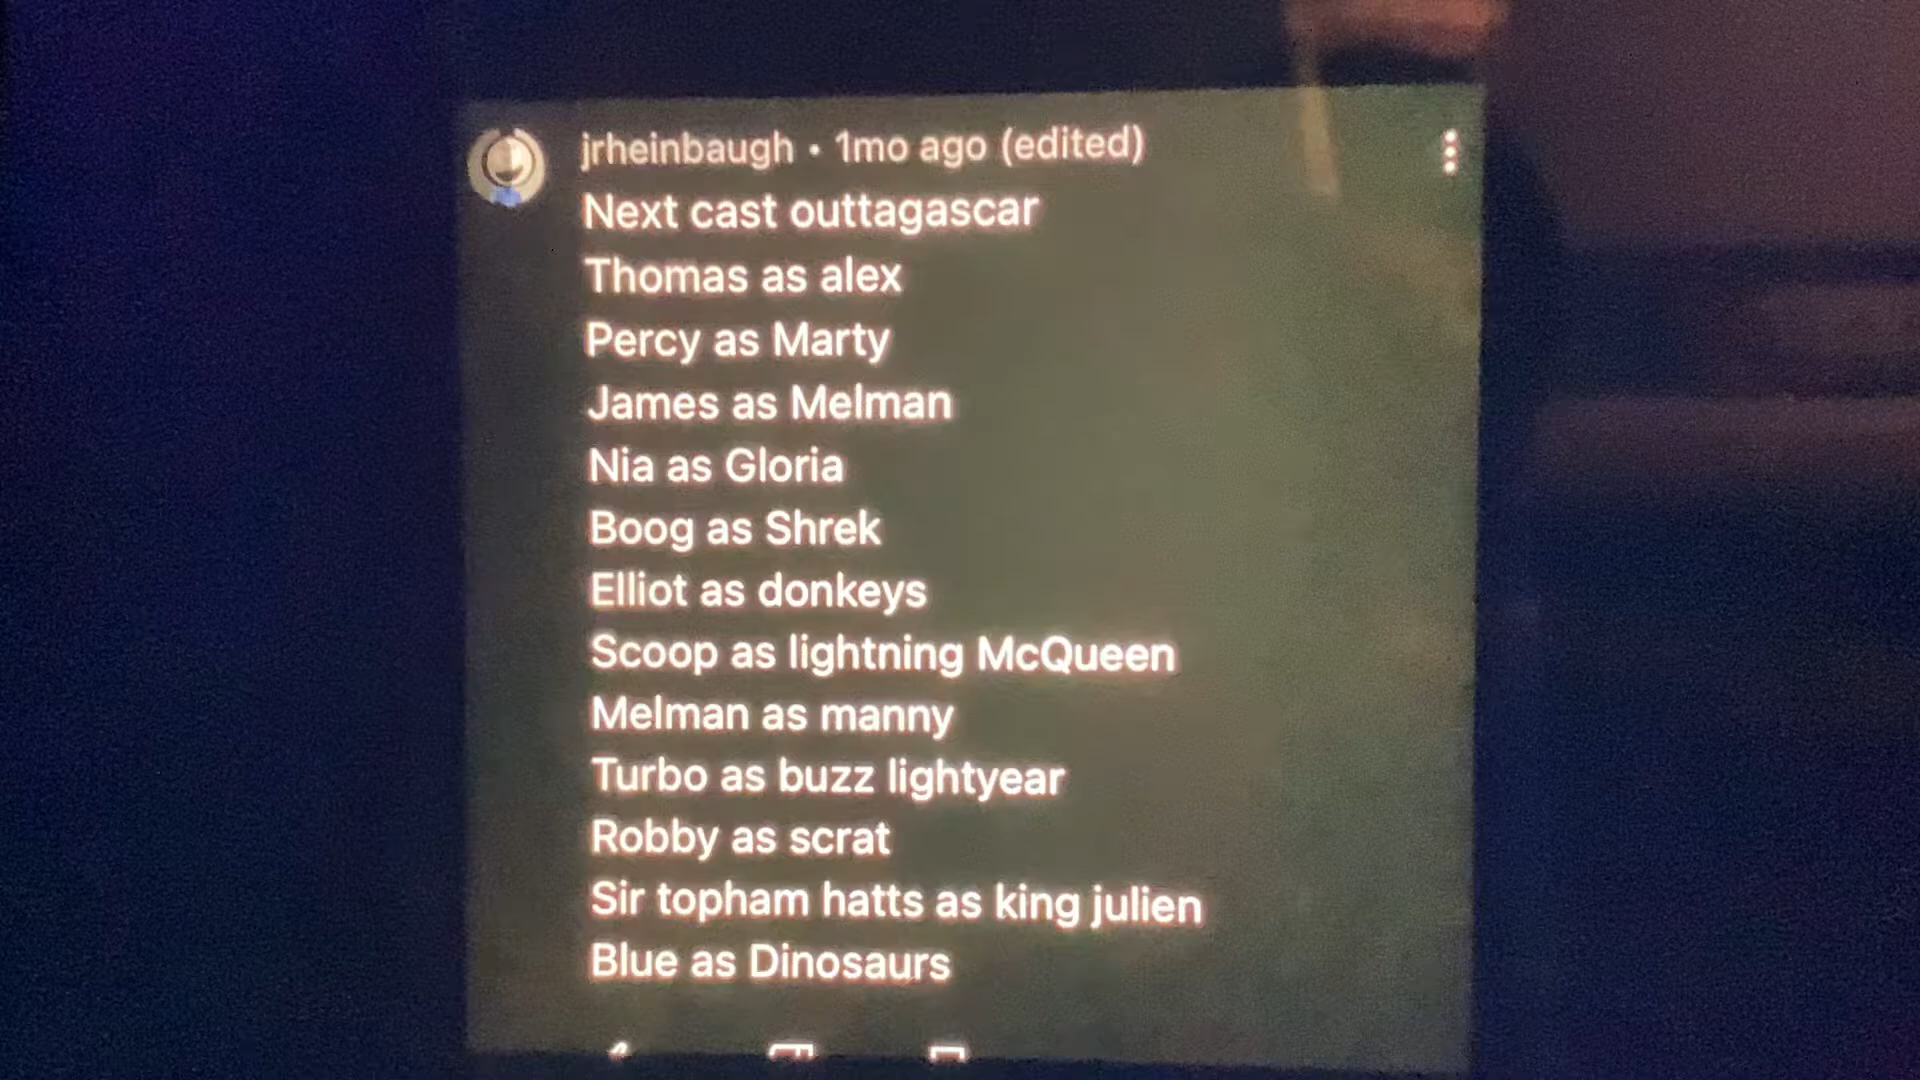 jrheinbaugh • 1mo ago (edited)
Next cast outtagascar
Thomas as alex
Percy as Marty
James as Melman
Nia as Gloria
Boog as Shrek
Elliot as donkeys
Scoop as lightning McQueen
Melman as manny
Turbo as buzz lightyear
Robby as scrat
Sir topham hatts as king julien
Blue as Dinosaurs